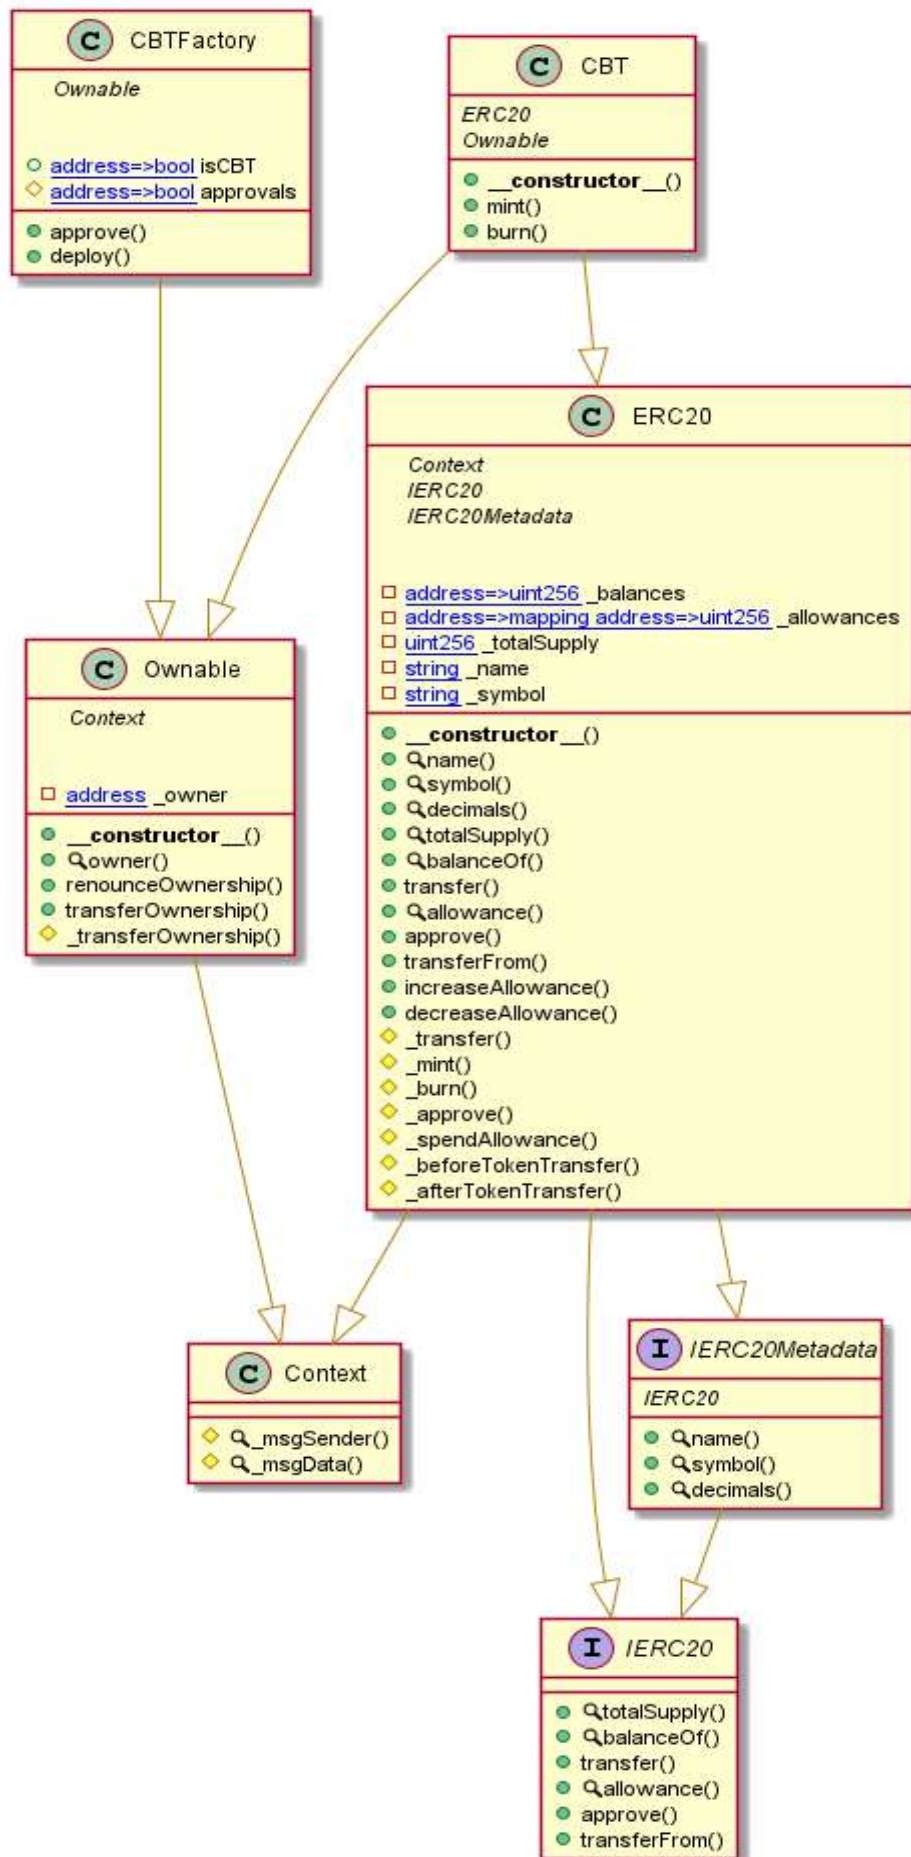 C CBTFactory
Ownable
address=>bool isCBT
address=>bool approvals
approve()
deploy()
C CBT
ERC20
Ownable
__constructor__()
mint()
burn()
C ERC20
Context
IERC20
IERC20Metadata
address=>uint256 _balances
address=>mapping address=>uint256 _allowances
uint256 _totalSupply
string _name
string _symbol
__constructor__()
name()
symbol()
decimals()
totalSupply()
balanceOf()
transfer()
allowance()
approve()
transferFrom()
increaseAllowance()
decreaseAllowance()
_transfer()
_mint()
_burn()
_approve()
_spendAllowance()
_beforeTokenTransfer()
_afterTokenTransfer()
C Ownable
Context
address _owner
__constructor__()
owner()
renounceOwnership()
transferOwnership()
_transferOwnership()
C Context
_msgSender()
_msgData()
I IERC20Metadata
IERC20
name()
symbol()
decimals()
I IERC20
totalSupply()
balanceOf()
transfer()
allowance()
approve()
transferFrom()